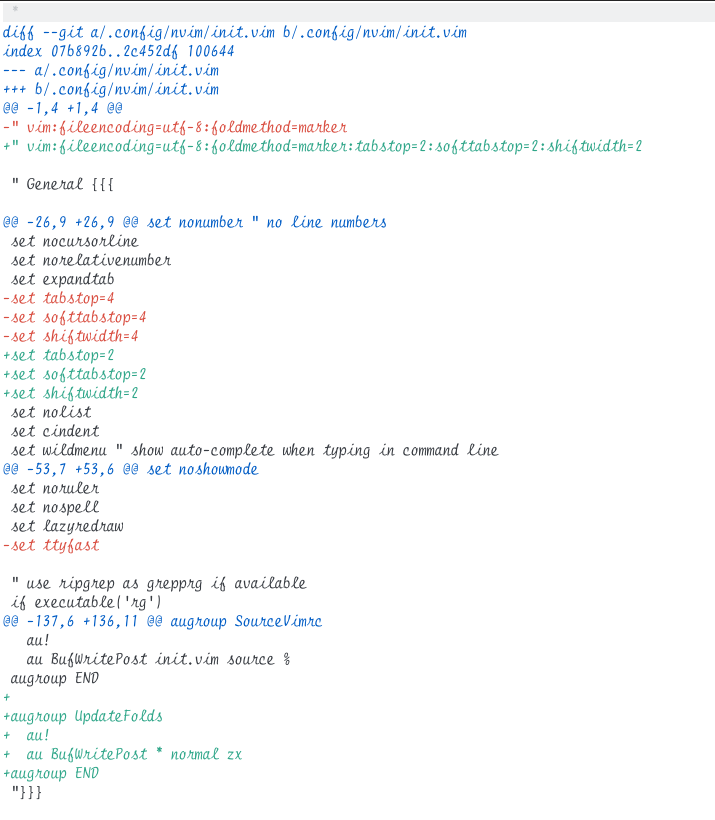 *
diff --git a/.config/nvim/init.vim b/.config/nvim/init.vim
index 07b892b..2c452df 100644
--- a/.config/nvim/init.vim
+++ b/.config/nvim/init.vim
@@ -1,4 +1,4 @@
-" vim:fileencoding=utf-8:foldmethod=marker
+" vim:fileencoding=utf-8:foldmethod=marker:tabstop=2:softtabstop=2:shiftwidth=2

 " General {{{

@@ -26,9 +26,9 @@ set nonumber " no line numbers
 set nocursorline
 set norelativenumber
 set expandtab
-set tabstop=4
-set softtabstop=4
-set shiftwidth=4
+set tabstop=2
+set softtabstop=2
+set shiftwidth=2
 set nolist
 set cindent
 set wildmenu " show auto-complete when typing in command line
@@ -53,7 +53,6 @@ set noshowmode
 set noruler
 set nospell
 set lazyredraw
-set ttyfast

 " use ripgrep as grepprg if available
 if executable('rg')
@@ -137,6 +136,11 @@ augroup SourceVimrc
   au!
   au BufWritePost init.vim source %
 augroup END
+
+augroup UpdateFolds
+  au!
+  au BufWritePost * normal zx
+augroup END
 "}}}